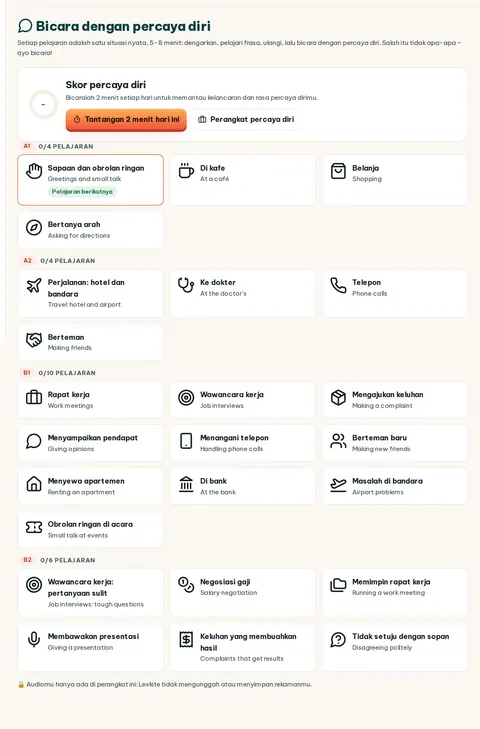 Bicara dengan percaya diri
Setiap pelajaran adalah satu situasi nyata, 5–8 menit: dengarkan, pelajari frasa, ulangi, lalu bicara dengan percaya diri. Salah itu tidak apa-apa –
ayo bicara!
-
Skor percaya diri
Bicaralah 2 menit setiap hari untuk memantau kelancaran dan rasa percaya dirimu.
Tantangan 2 menit hari ini
Perangkat percaya diri
A1 0/4 PELAJARAN
Sapaan dan obrolan ringan
Greetings and small talk
Pelajaran berikutnya
Di kafe
At a café
Belanja
Shopping
Bertanya arah
Asking for directions
A2 0/4 PELAJARAN
Perjalanan: hotel dan
bandara
Travel: hotel and airport
Ke dokter
At the doctor's
Telepon
Phone calls
Berteman
Making friends
B1 0/10 PELAJARAN
Rapat kerja
Work meetings
Wawancara kerja
Job interviews
Mengajukan keluhan
Making a complaint
Menyampaikan pendapat
Giving opinions
Menangani telepon
Handling phone calls
Berteman baru
Making new friends
Menyewa apartemen
Renting an apartment
Di bank
At the bank
Masalah di bandara
Airport problems
Obrolan ringan di acara
Small talk at events
B2 0/6 PELAJARAN
Wawancara kerja:
pertanyaan sulit
Job interviews: tough questions
Negosiasi gaji
Salary negotiation
Memimpin rapat kerja
Running a work meeting
Membawakan presentasi
Giving a presentation
Keluhan yang membuahkan
hasil
Complaints that get results
Tidak setuju dengan sopan
Disagreeing politely
🔒 Audiomu hanya ada di perangkat ini: Lexkite tidak mengunggah atau menyimpan rekamanmu.